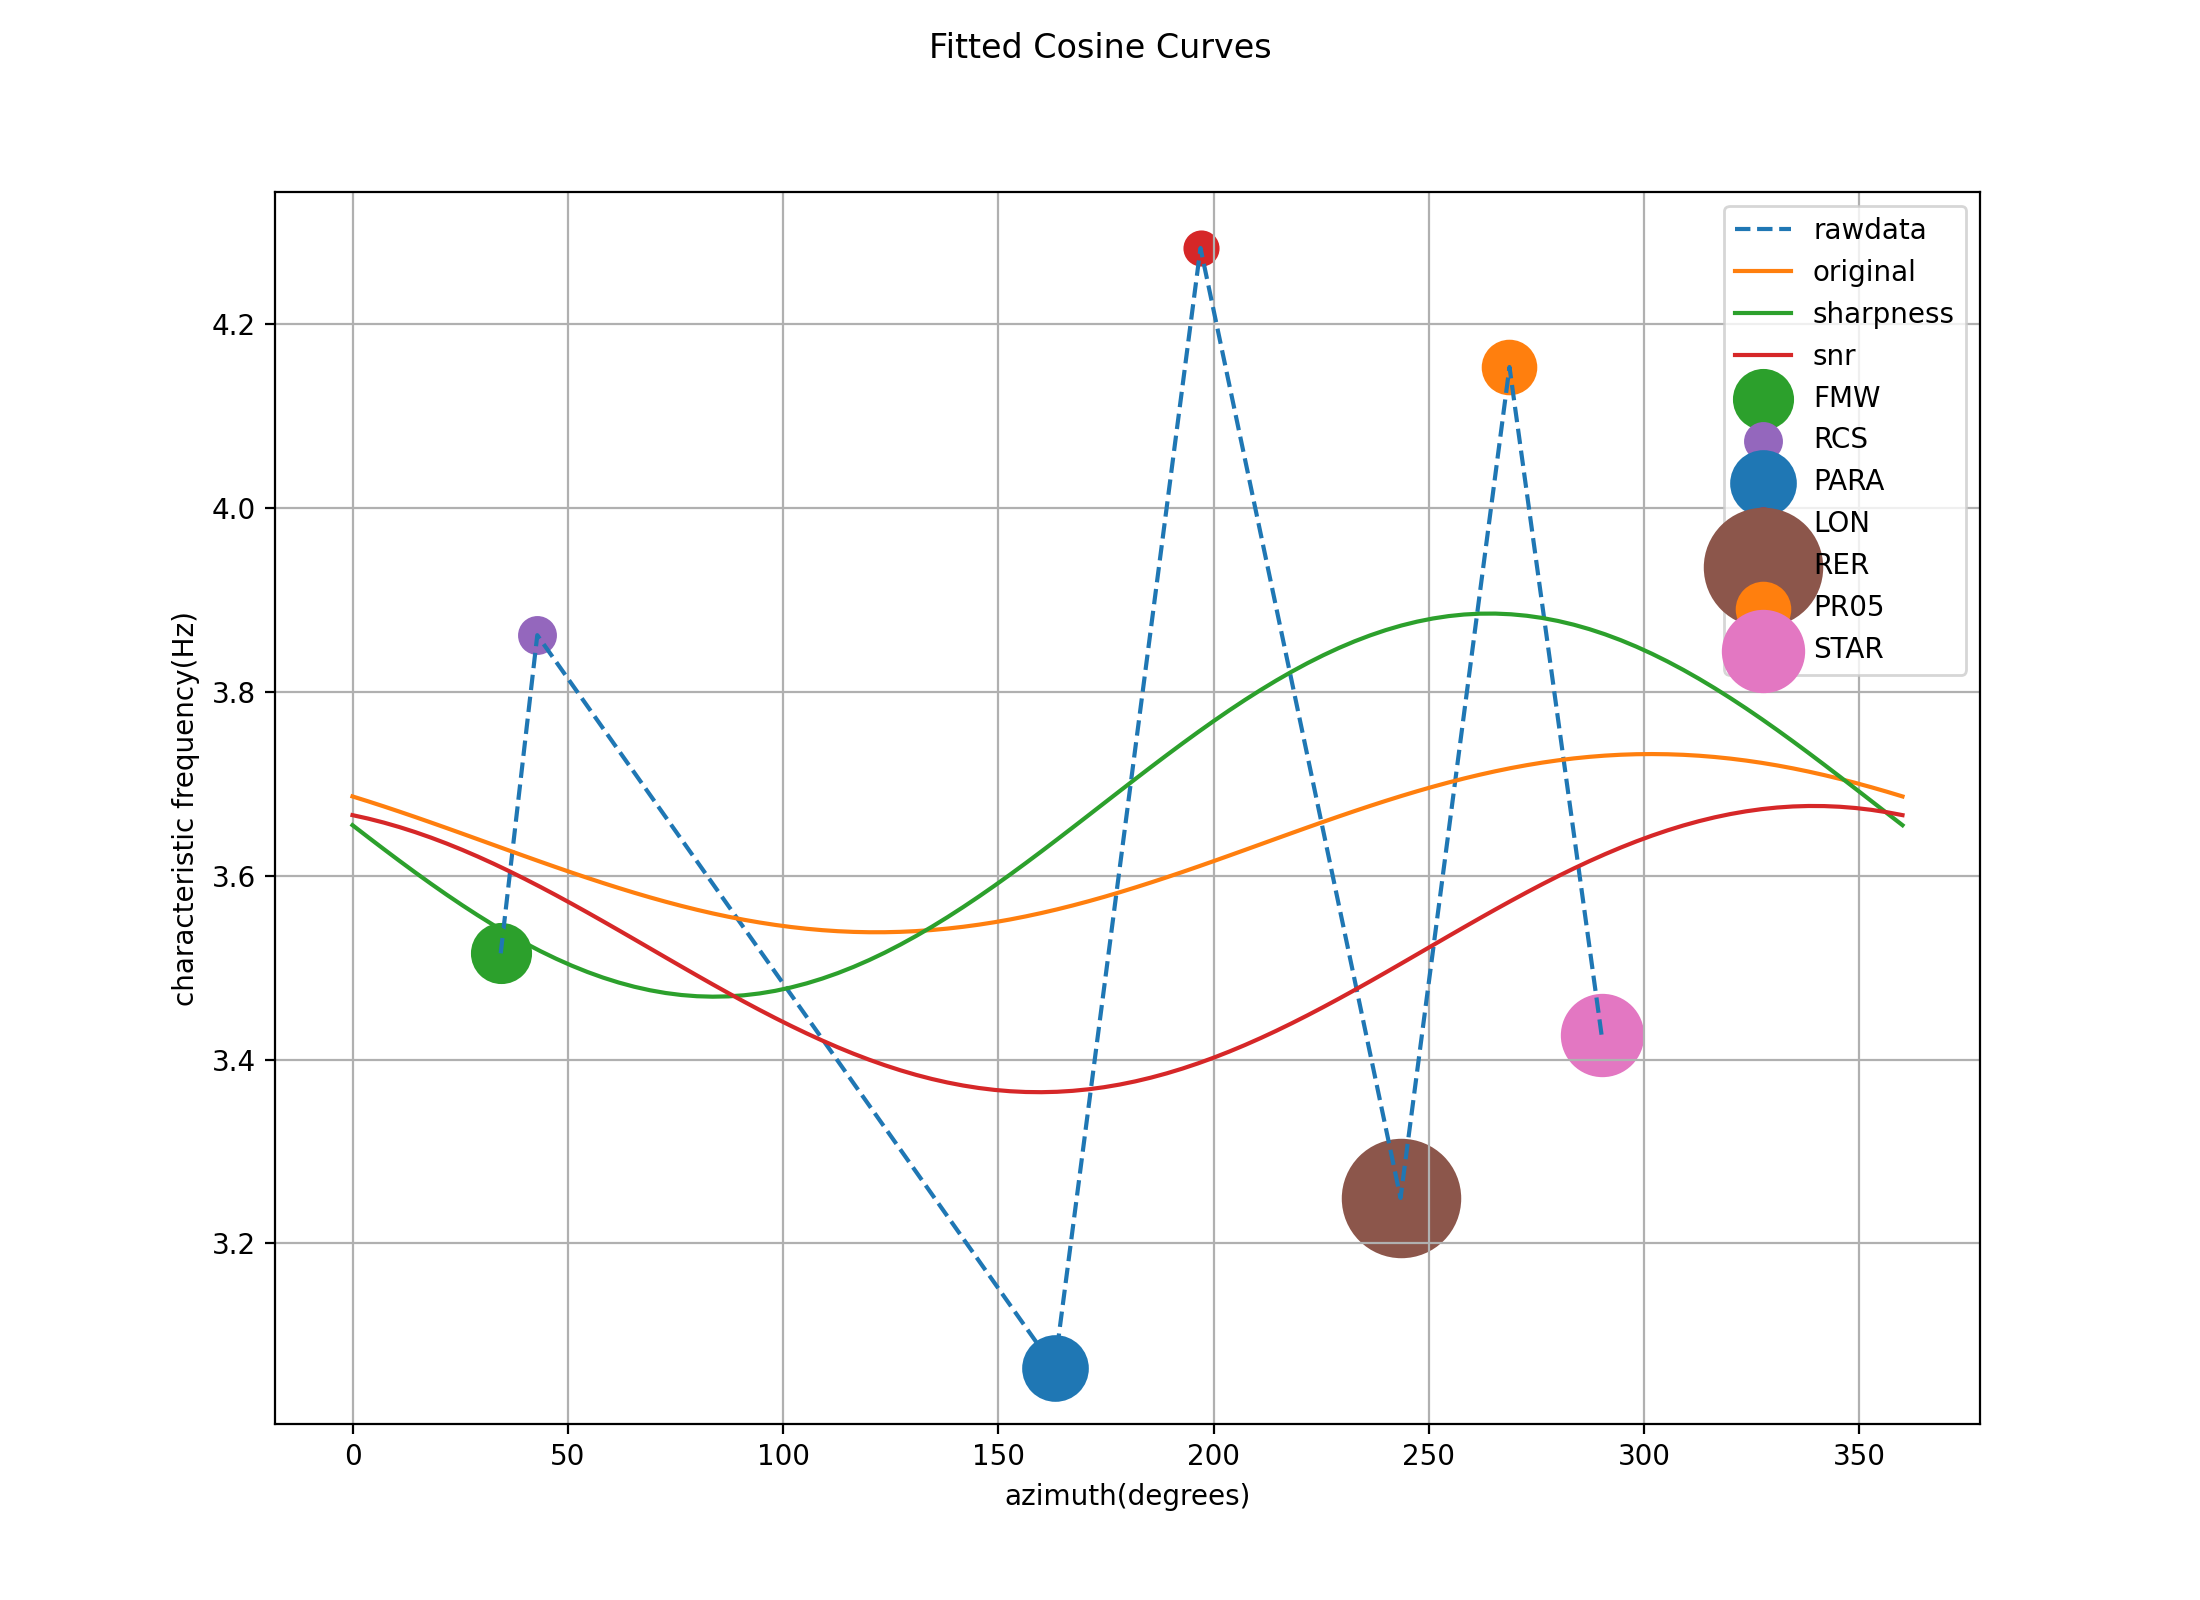 Fitted Cosine Curves
rawdata
original
sharpness
snr
FMW
RCS
PARA
LON
RER
PR05
STAR
characteristic frequency(Hz)
4.2
4.0
3.8
3.6
3.4
3.2
0 50 100 150 200 250 300 350
azimuth(degrees)